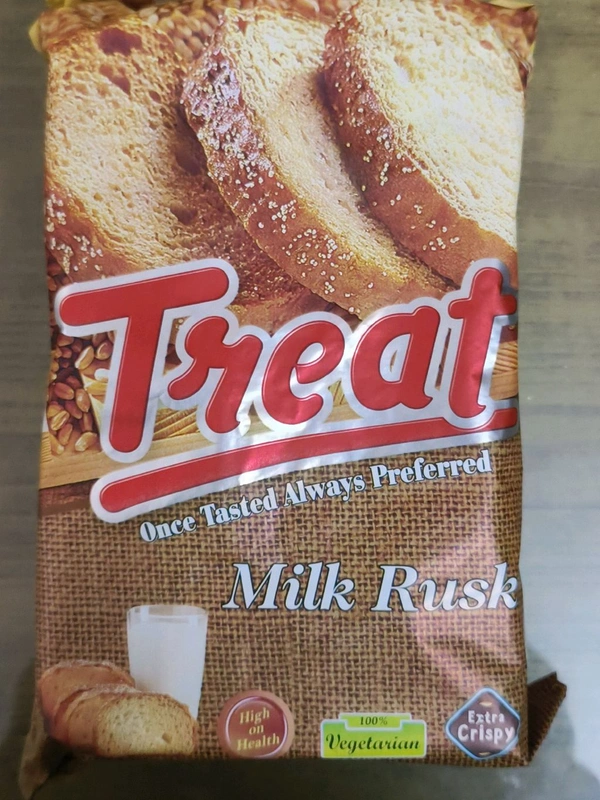 Treat
Once Tasted Always Preferred
Milk Rusk
High
on
Health
100%
Vegetarian
Extra
Crispy